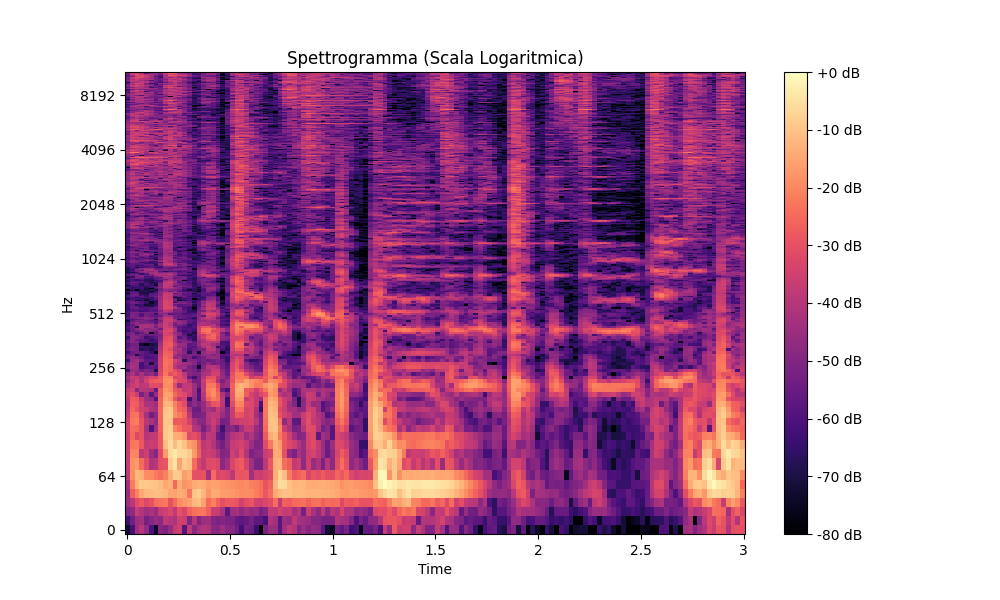 Spettrogramma (Scala Logaritmica)
Hz
8192
4096
2048
1024
512
256
128
64
0
0
0.5
1
1.5
2
2.5
3
Time
+0 dB
-10 dB
-20 dB
-30 dB
-40 dB
-50 dB
-60 dB
-70 dB
-80 dB